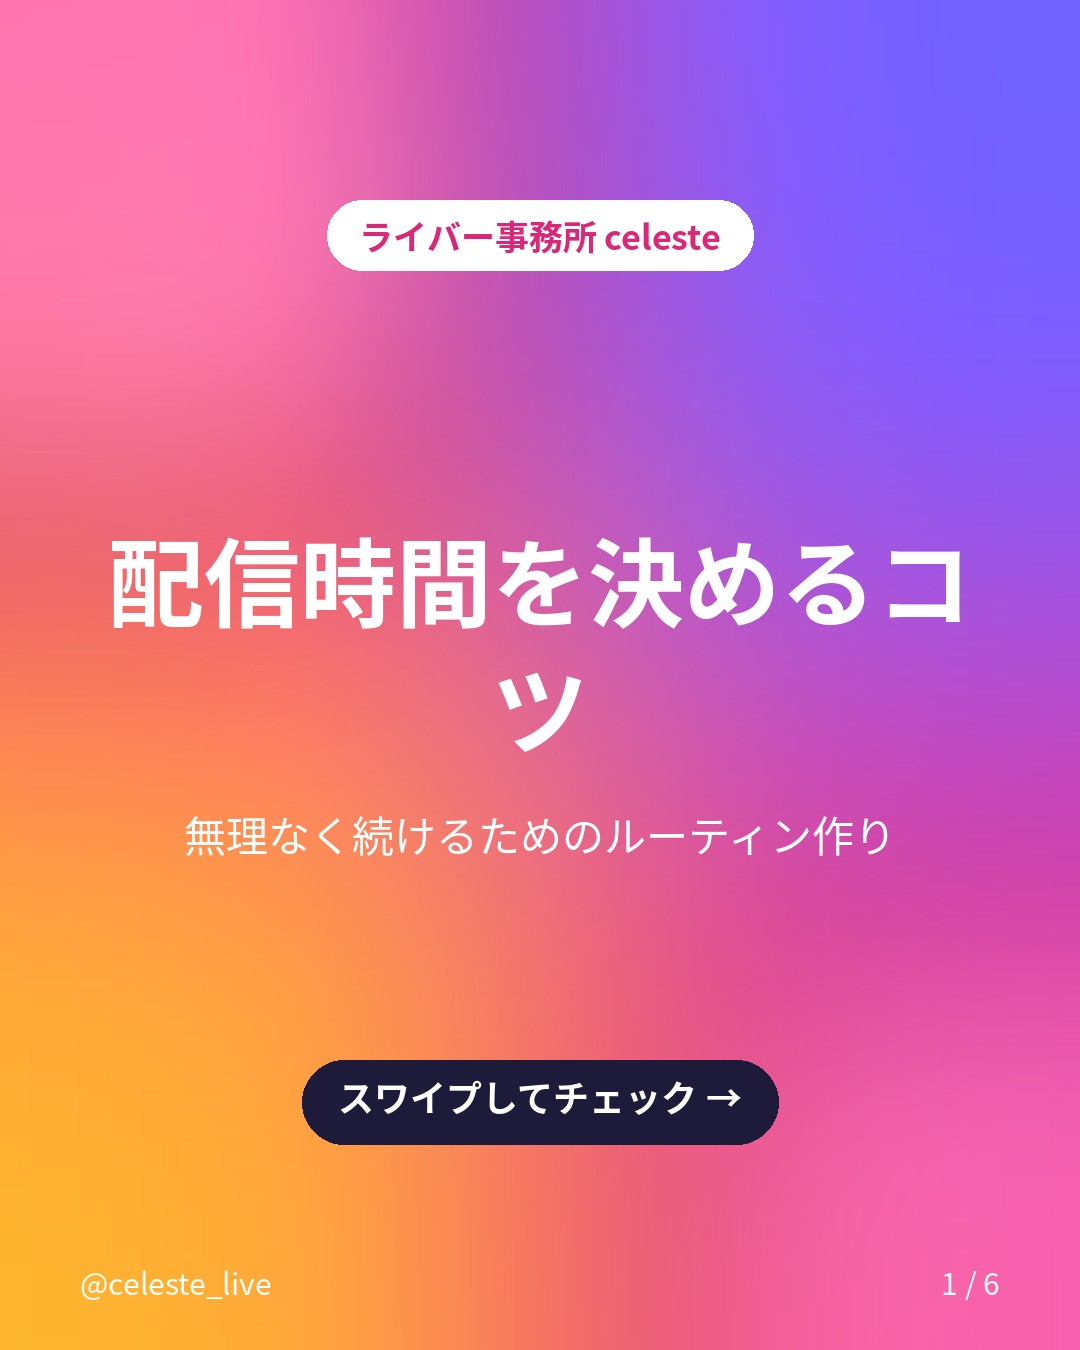 ライバー事務所 celeste
配信時間を決めるコ
ツ
無理なく続けるためのルーティン作り
スワイプしてチェック →
@celeste_live
1 / 6